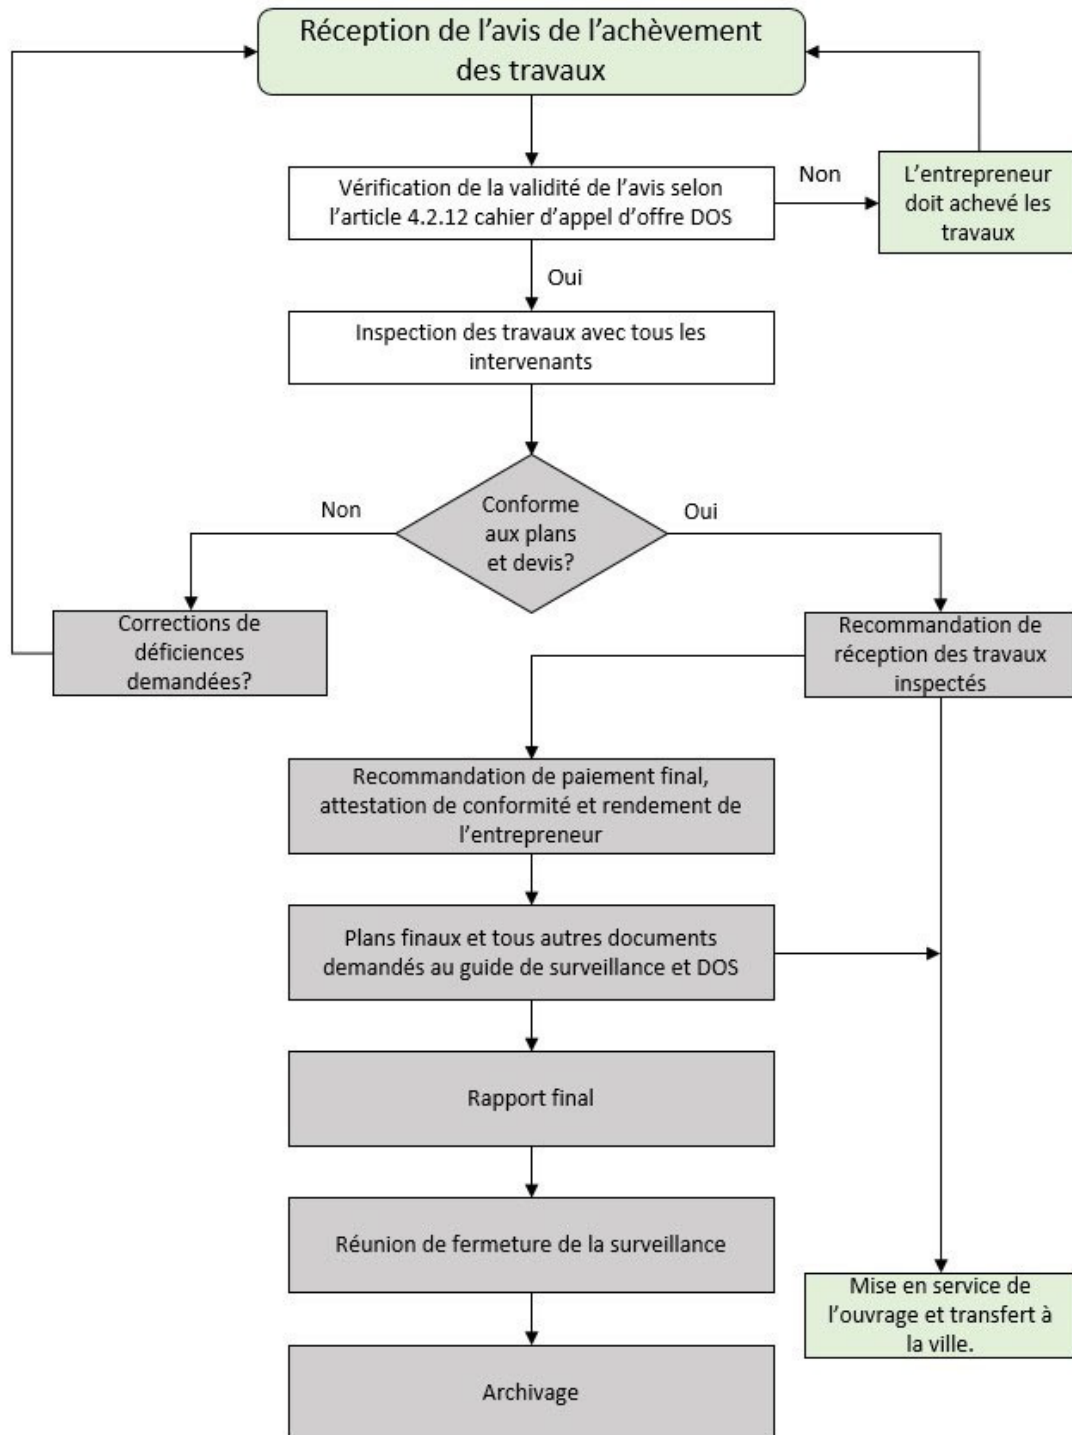 Réception de l'avis de l'achèvement
des travaux
Vérification de la validité de l'avis selon
l'article 4.2.12 cahier d'appel d'offre DOS
Non
L'entrepreneur
doit achevé les
travaux
Oui
Inspection des travaux avec tous les
intervenants
Conforme
aux plans
et devis?
Non
Oui
Corrections de
déficiences
demandées?
Recommandation de
réception des travaux
inspectés
Recommandation de paiement final,
attestation de conformité et rendement de
l'entrepreneur
Plans finaux et tous autres documents
demandés au guide de surveillance et DOS
Rapport final
Réunion de fermeture de la surveillance
Mise en service de
l'ouvrage et transfert à
la ville.
Archivage